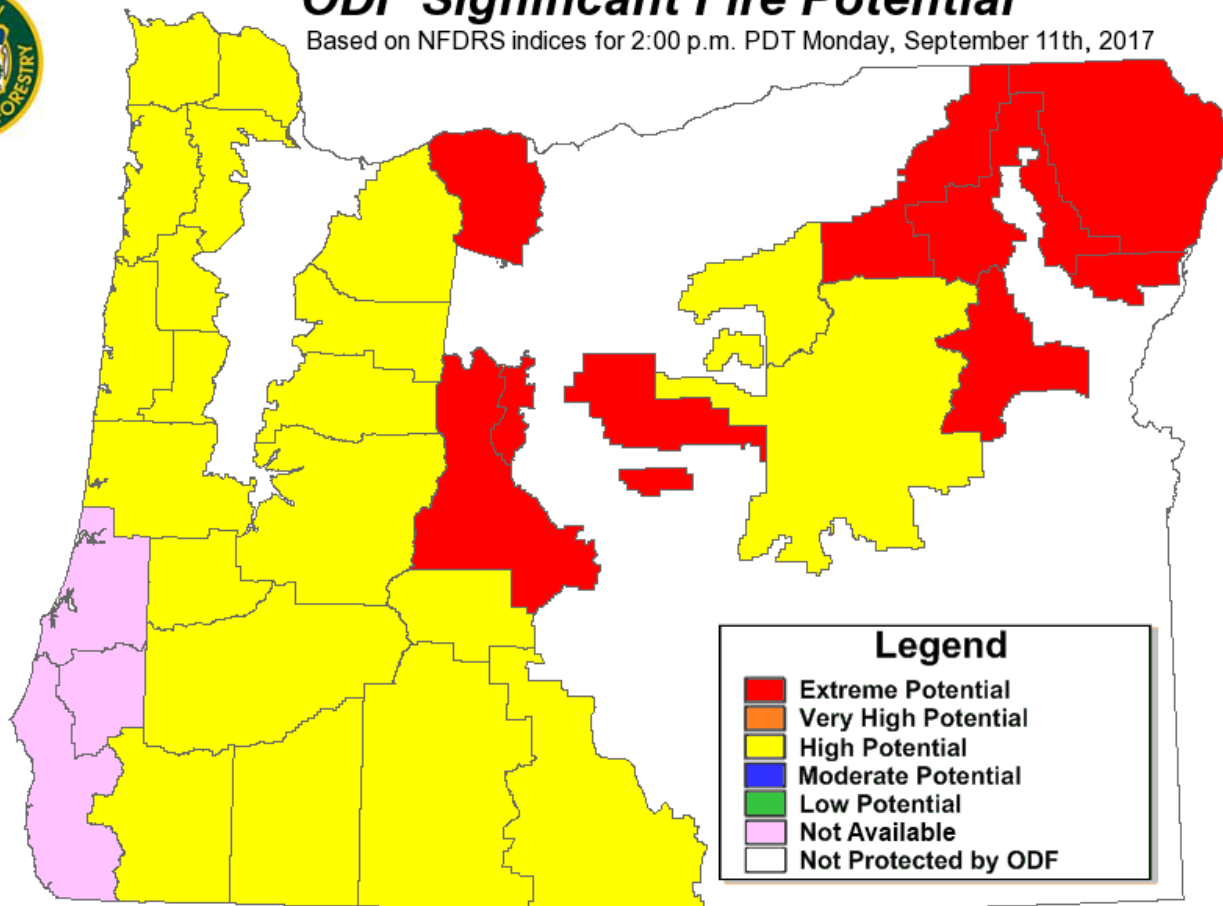 ODF Significant Fire Potential
Based on NFDRS indices for 2:00 p.m. PDT Monday, September 11th, 2017
FORESTRY
Legend
Extreme Potential
Very High Potential
High Potential
Moderate Potential
Low Potential
Not Available
Not Protected by ODF